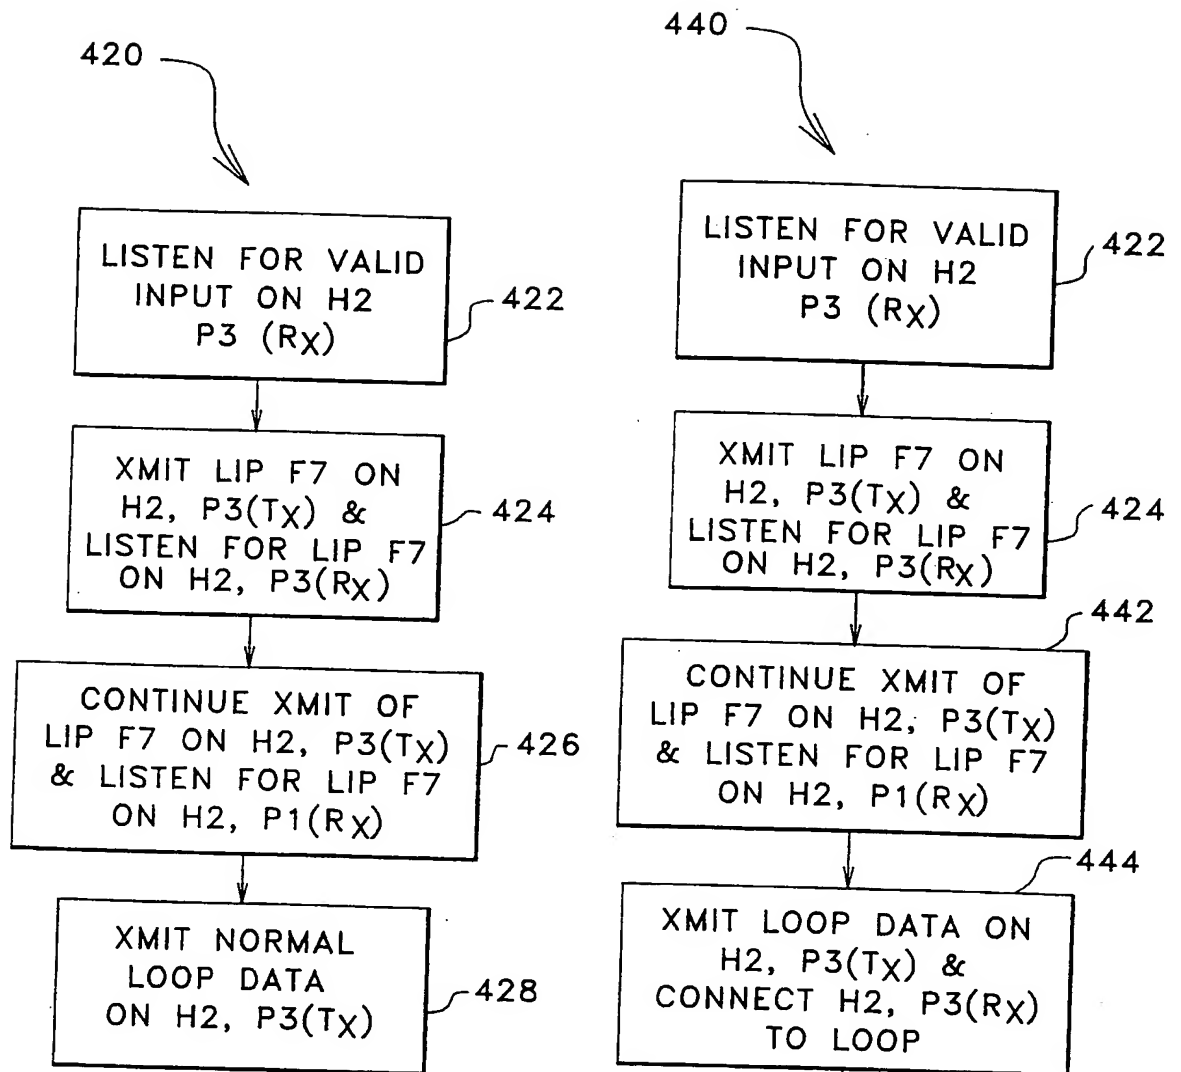 420
LISTEN FOR VALID
INPUT ON H2
P3 (Rx)
422
XMIT LIP F7 ON
H2, P3(Tx) &
LISTEN FOR LIP F7
ON H2, P3(Rx)
424
CONTINUE XMIT OF
LIP F7 ON H2, P3(Tx)
& LISTEN FOR LIP F7
ON H2, P1(Rx)
426
XMIT NORMAL
LOOP DATA
ON H2, P3(Tx)
428
440
LISTEN FOR VALID
INPUT ON H2
P3 (Rx)
422
XMIT LIP F7 ON
H2, P3(Tx) &
LISTEN FOR LIP F7
ON H2, P3(Rx)
424
442
CONTINUE XMIT OF
LIP F7 ON H2, P3(Tx)
& LISTEN FOR LIP F7
ON H2, P1(Rx)
444
XMIT LOOP DATA ON
H2, P3(Tx) &
CONNECT H2, P3(Rx)
TO LOOP